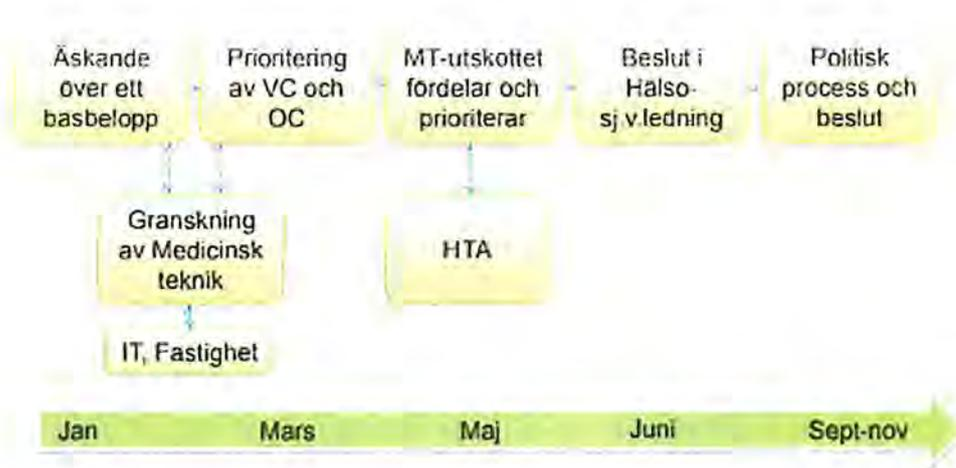 Äskande
över ett
basbelopp
Prioritering
av VC och
OC
MT-utskottet
fördelar och
prioriterar
Beslut i
Hälso-
sj.v.ledning
Politisk
process och
beslut
Granskning
av Medicinsk
teknik
HTA
IT, Fastighet
Jan
Mars
Maj
Juni
Sept-nov